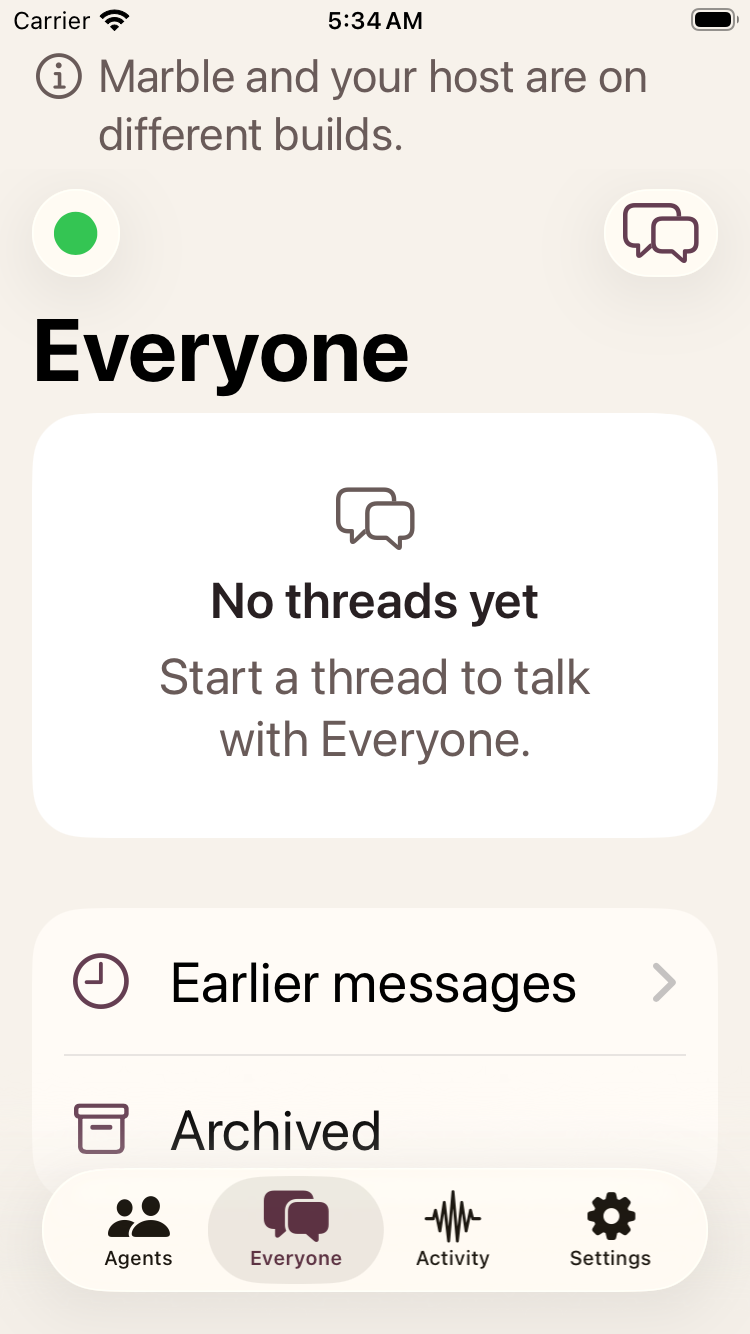 Carrier 5:34 AM
Marble and your host are on
different builds.
Everyone
No threads yet
Start a thread to talk
with Everyone.
Earlier messages
Archived
Agents Everyone Activity Settings